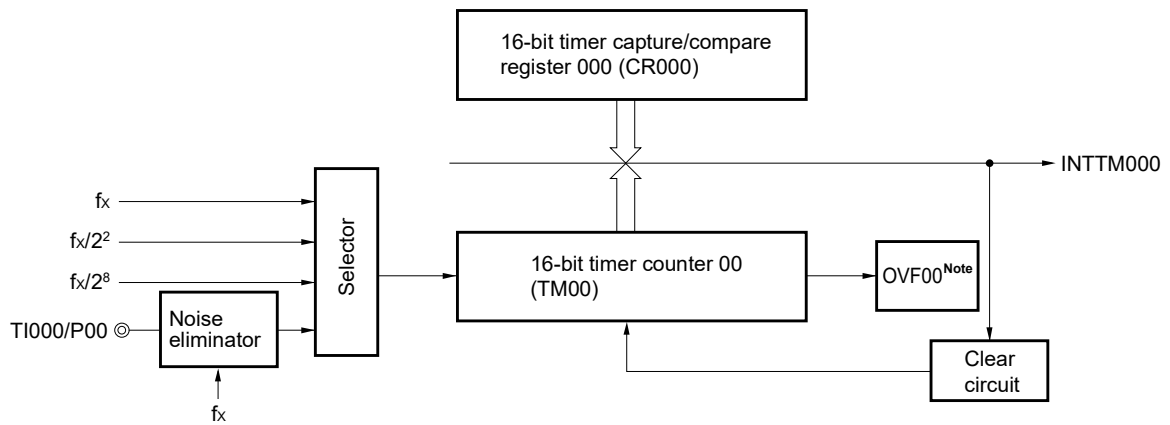 16-bit timer capture/compare
register 000 (CR000)
INTTM000
fX
fX/2²
fX/2⁸
TI000/P00
Noise
eliminator
fX
Selector
16-bit timer counter 00
(TM00)
OVF00Note
Clear
circuit